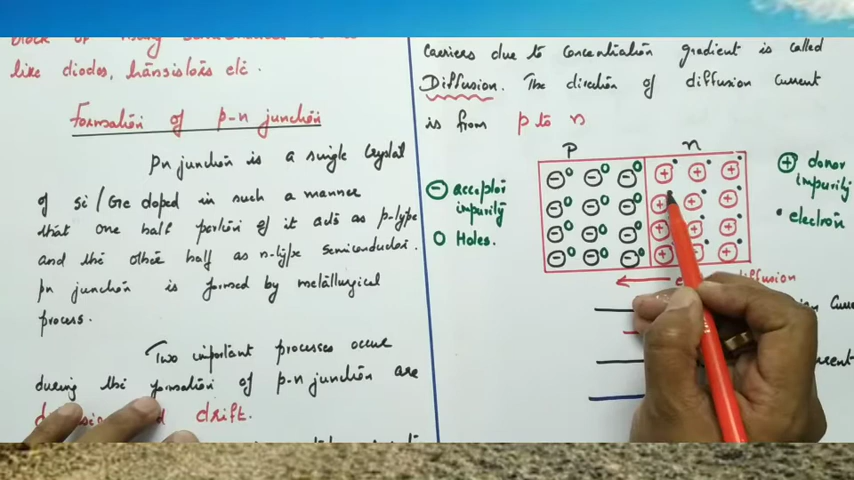 like diodes, transistors etc.
Formation of p-n junction
pn junction is a single crystal
of Si/Ge doped in such a manner
that one half portion of it acts as p-type
and the other half as n-type semiconductor.
pn junction is formed by metallurgical
process.
Two important processes occur
during the formation of p-n junction are
drift.
carriers due to concentration gradient is called
Diffusion. The direction of diffusion current
is from p to n
P n
- acceptor
impurity
O Holes.
+ donor
impurity
• electron
diffusion